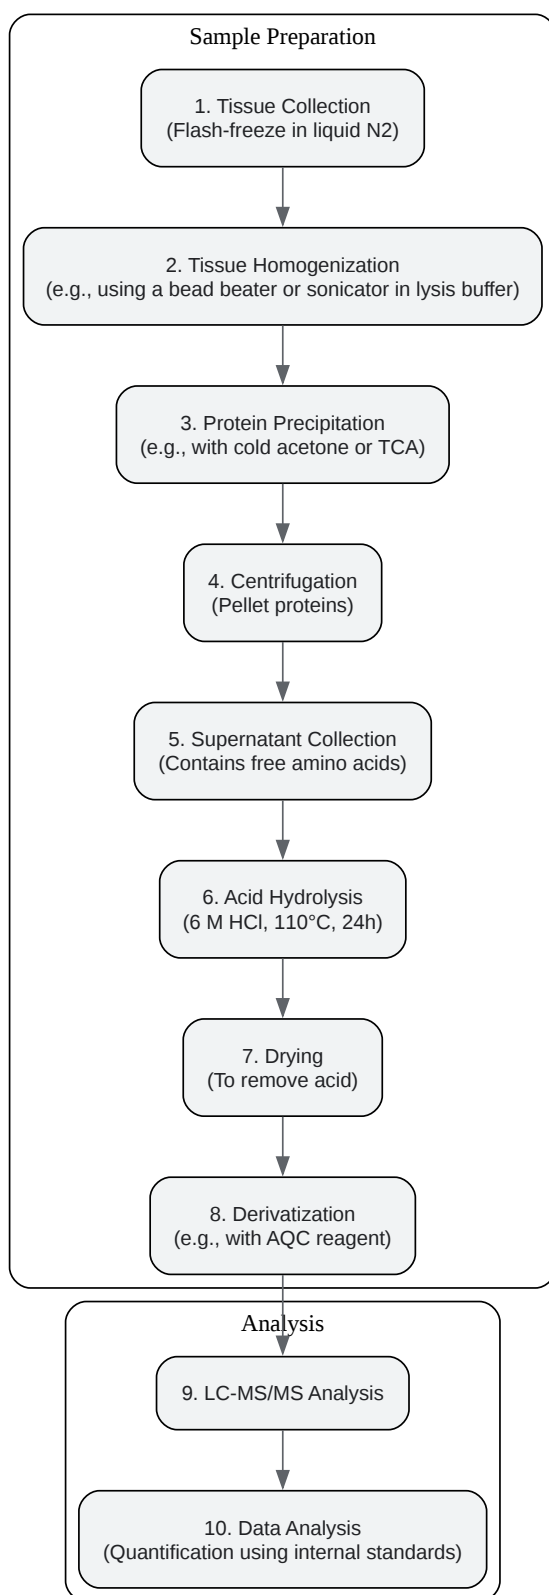 Sample Preparation
1. Tissue Collection
(Flash-freeze in liquid N2)
2. Tissue Homogenization
(e.g., using a bead beater or sonicator in lysis buffer)
3. Protein Precipitation
(e.g., with cold acetone or TCA)
4. Centrifugation
(Pellet proteins)
5. Supernatant Collection
(Contains free amino acids)
6. Acid Hydrolysis
(6 M HCl, 110°C, 24h)
7. Drying
(To remove acid)
8. Derivatization
(e.g., with AQC reagent)
Analysis
9. LC-MS/MS Analysis
10. Data Analysis
(Quantification using internal standards)